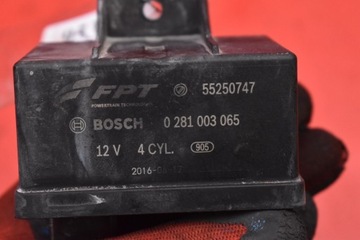 FPT 55250747
POWERTRAIN TECHNOLOGIES
BOSCH 0 281 003 065
12 V 4 CYL. 905
2016-